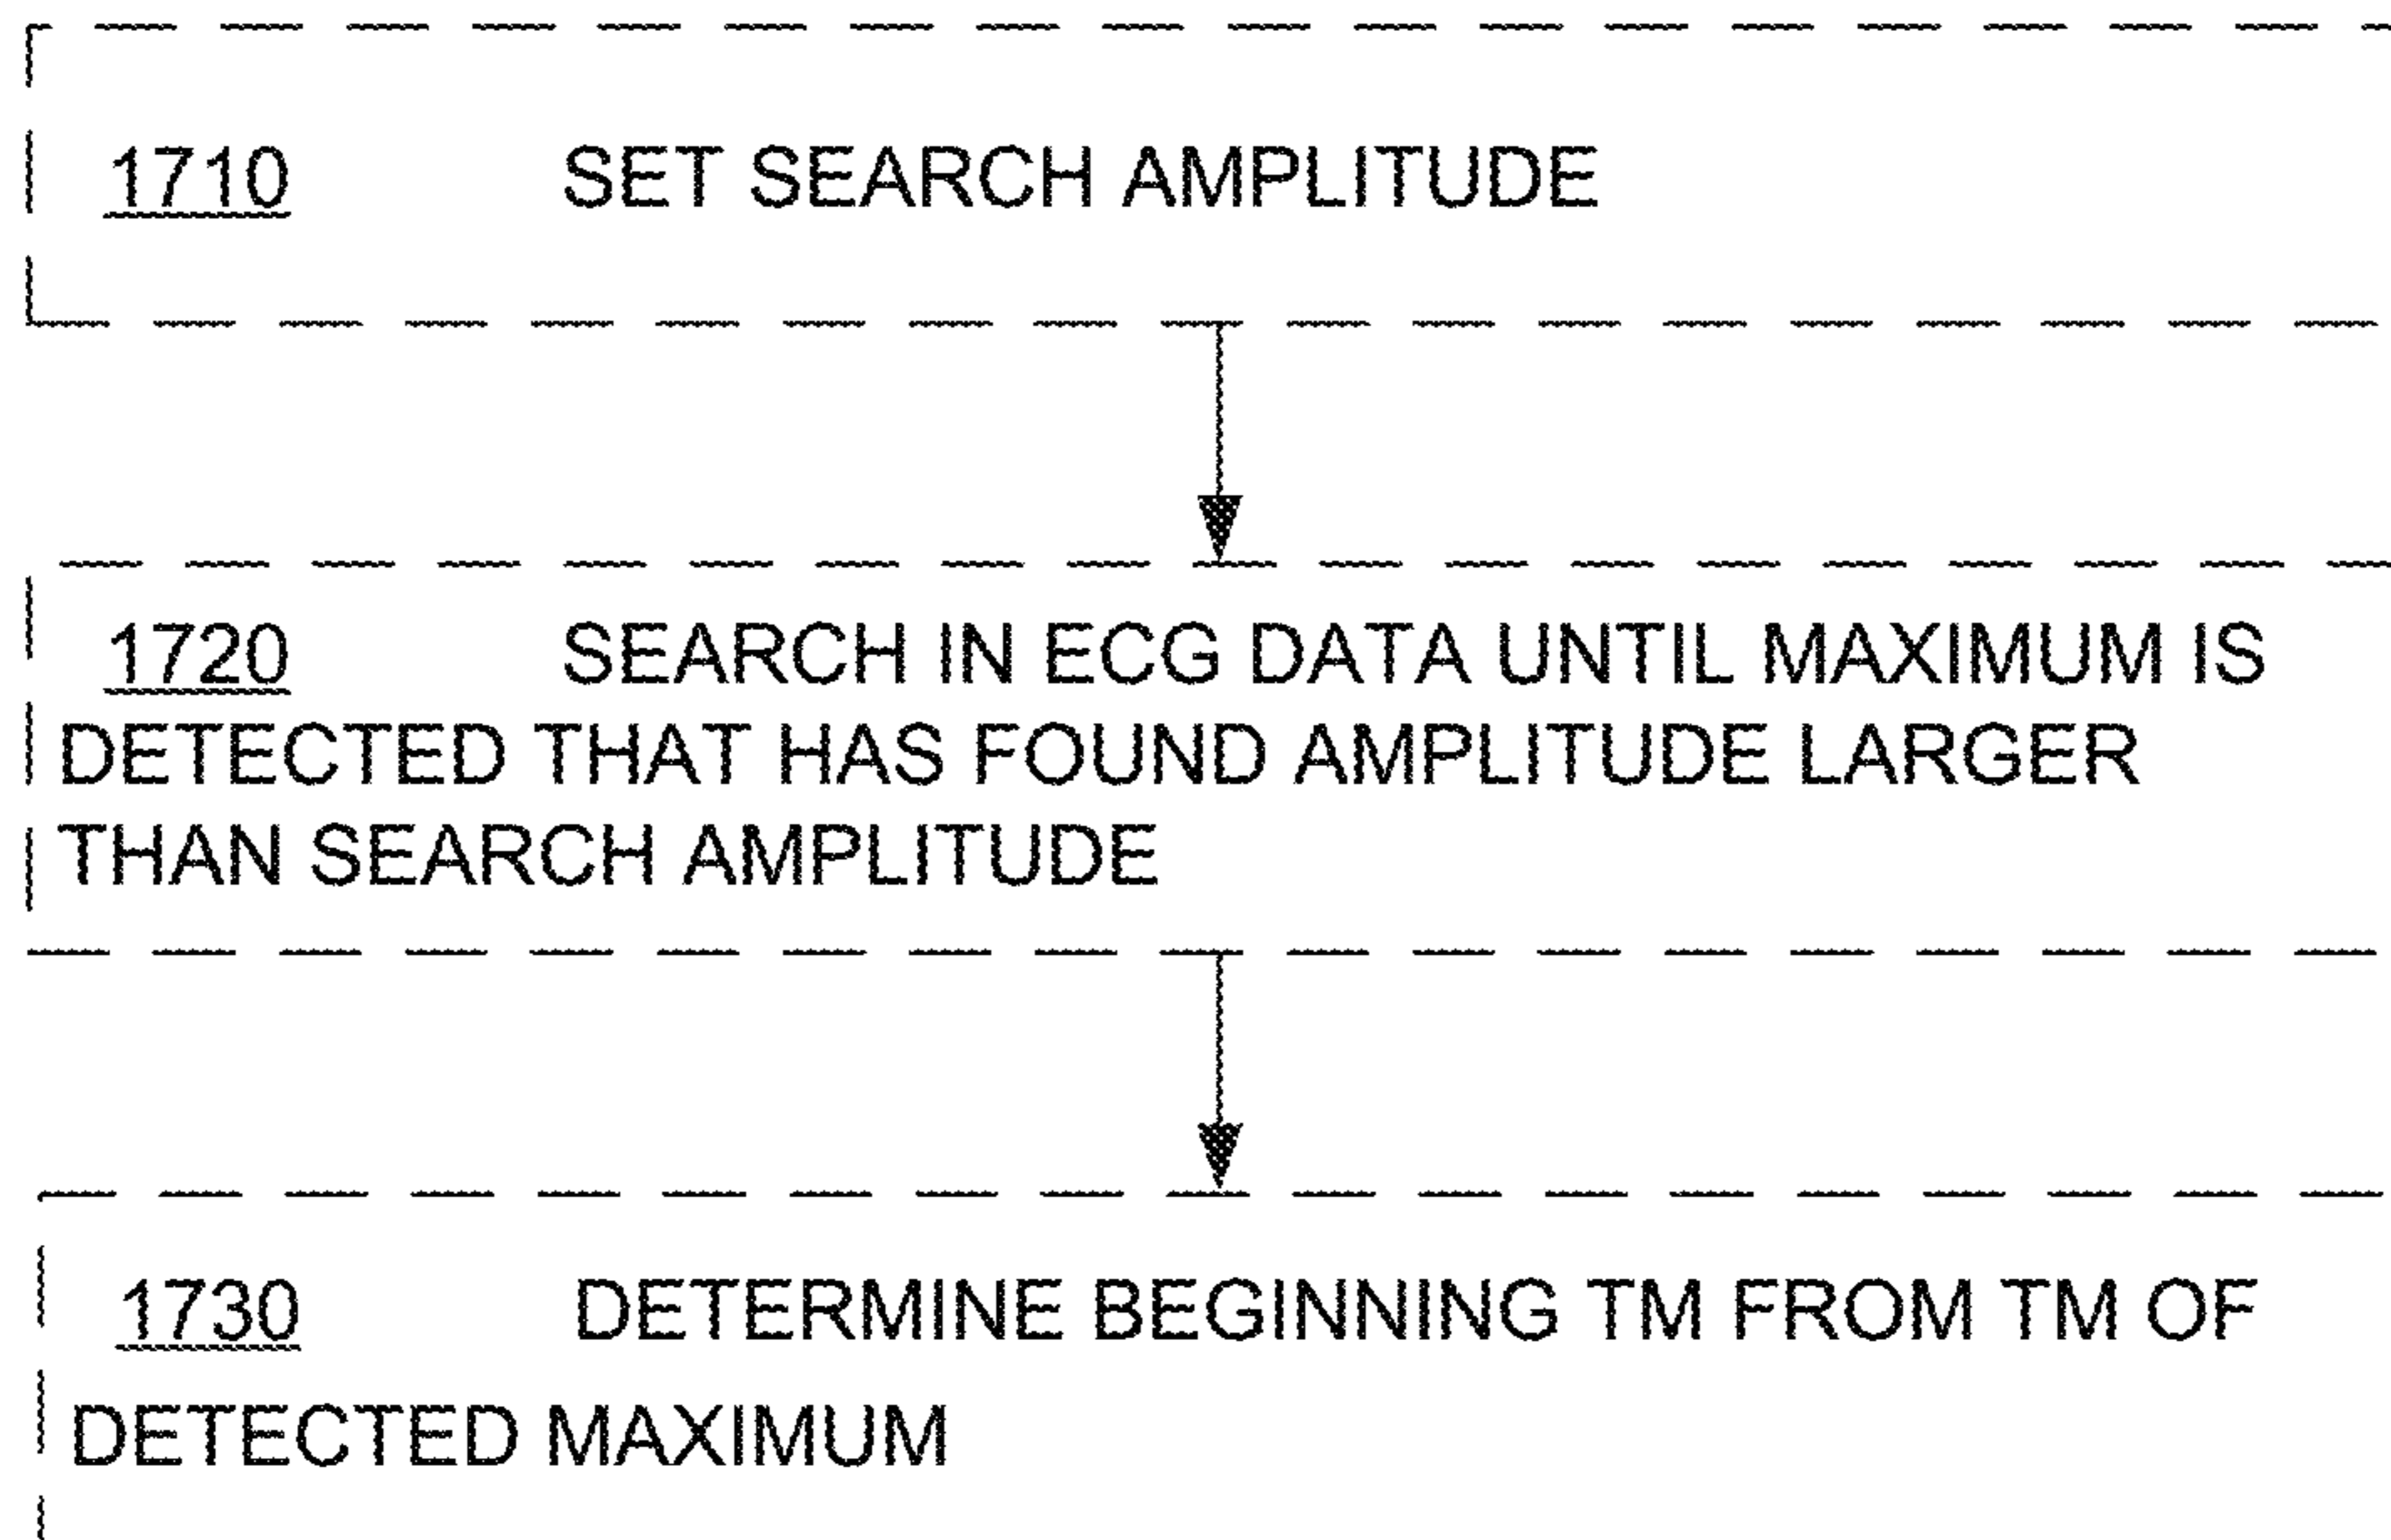 1710 SET SEARCH AMPLITUDE
1720 SEARCH IN ECG DATA UNTIL MAXIMUM IS
DETECTED THAT HAS FOUND AMPLITUDE LARGER
THAN SEARCH AMPLITUDE
1730 DETERMINE BEGINNING TM FROM TM OF
DETECTED MAXIMUM